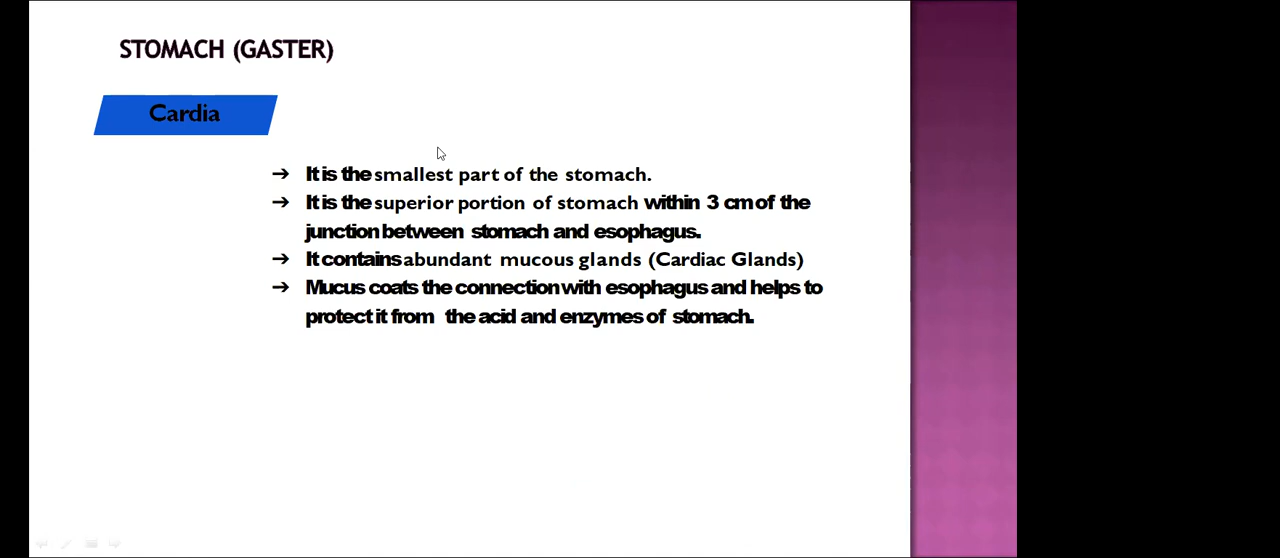 STOMACH (GASTER)
Cardia
➔ It is the smallest part of the stomach.
➔ It is the superior portion of stomach within 3 cm of the
junction between stomach and esophagus.
➔ It contains abundant mucous glands (Cardiac Glands)
➔ Mucus coats the connection with esophagus and helps to
protect it from the acid and enzymes of stomach.